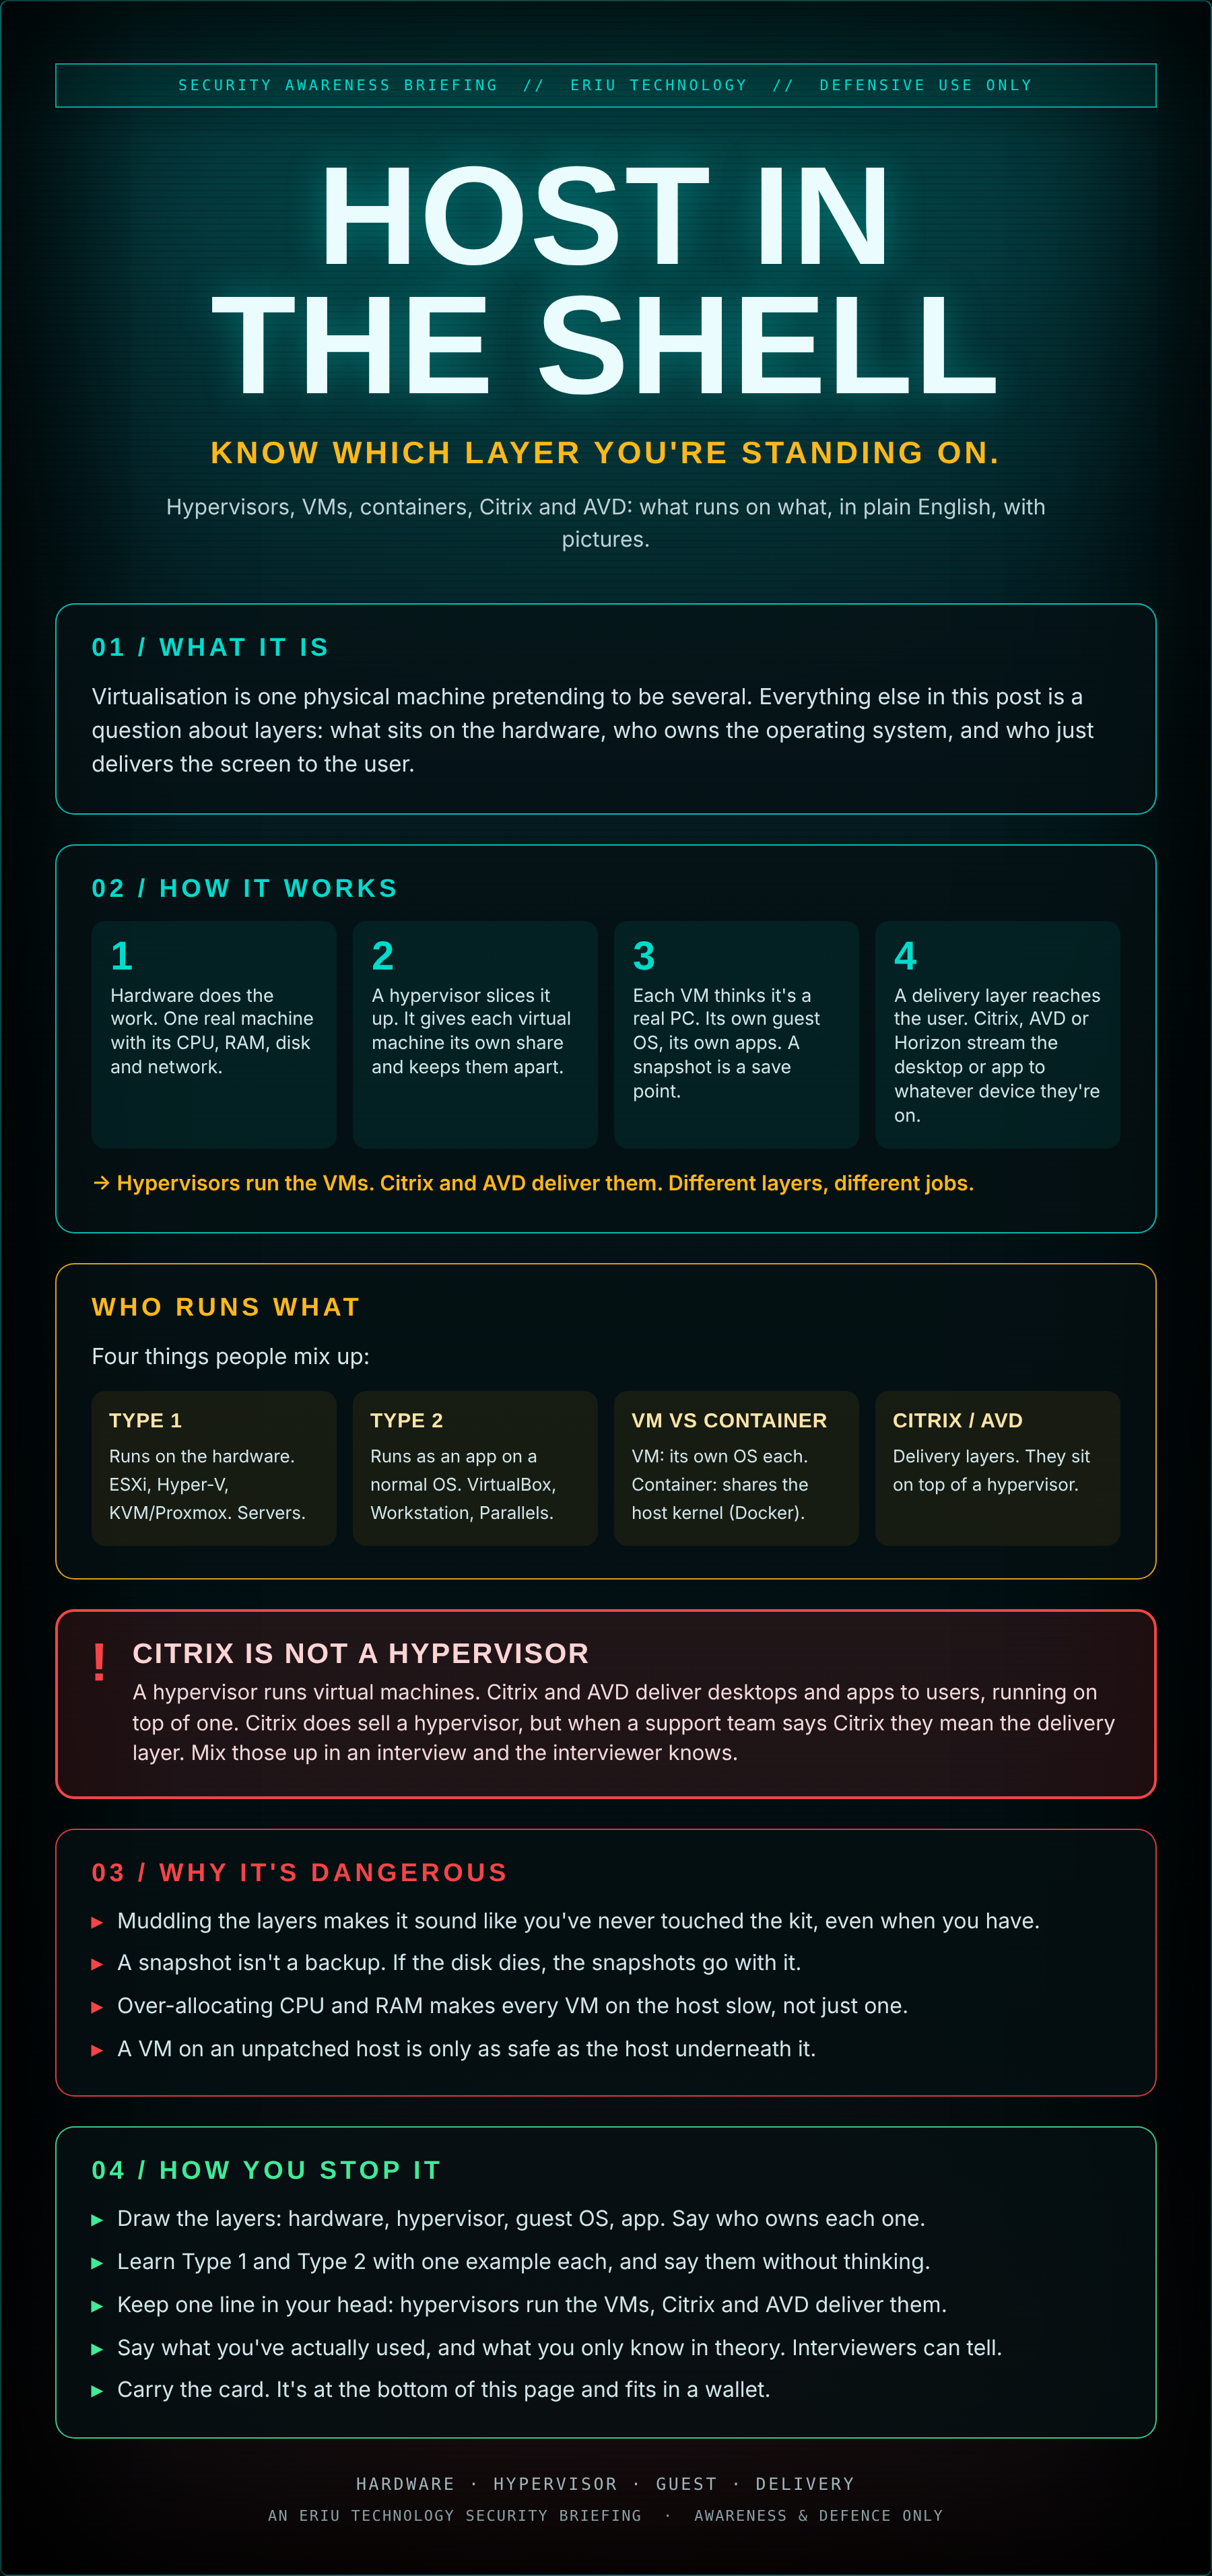 SECURITY AWARENESS BRIEFING // ERIU TECHNOLOGY // DEFENSIVE USE ONLY
HOST IN
THE SHELL
KNOW WHICH LAYER YOU'RE STANDING ON.
Hypervisors, VMs, containers, Citrix and AVD: what runs on what, in plain English, with
pictures.
01 / WHAT IT IS
Virtualisation is one physical machine pretending to be several. Everything else in this post is a
question about layers: what sits on the hardware, who owns the operating system, and who just
delivers the screen to the user.
02 / HOW IT WORKS
1
Hardware does the
work. One real machine
with its CPU, RAM, disk
and network.
2
A hypervisor slices it
up. It gives each virtual
machine its own share
and keeps them apart.
3
Each VM thinks it's a
real PC. Its own guest
OS, its own apps. A
snapshot is a save
point.
4
A delivery layer reaches
the user. Citrix, AVD or
Horizon stream the
desktop or app to
whatever device they're
on.
→ Hypervisors run the VMs. Citrix and AVD deliver them. Different layers, different jobs.
WHO RUNS WHAT
Four things people mix up:
TYPE 1
Runs on the hardware.
ESXi, Hyper-V,
KVM/Proxmox. Servers.
TYPE 2
Runs as an app on a
normal OS. VirtualBox,
Workstation, Parallels.
VM VS CONTAINER
VM: its own OS each.
Container: shares the
host kernel (Docker).
CITRIX / AVD
Delivery layers. They sit
on top of a hypervisor.
! CITRIX IS NOT A HYPERVISOR
A hypervisor runs virtual machines. Citrix and AVD deliver desktops and apps to users, running on
top of one. Citrix does sell a hypervisor, but when a support team says Citrix they mean the delivery
layer. Mix those up in an interview and the interviewer knows.
03 / WHY IT'S DANGEROUS
▸ Muddling the layers makes it sound like you've never touched the kit, even when you have.
▸ A snapshot isn't a backup. If the disk dies, the snapshots go with it.
▸ Over-allocating CPU and RAM makes every VM on the host slow, not just one.
▸ A VM on an unpatched host is only as safe as the host underneath it.
04 / HOW YOU STOP IT
▸ Draw the layers: hardware, hypervisor, guest OS, app. Say who owns each one.
▸ Learn Type 1 and Type 2 with one example each, and say them without thinking.
▸ Keep one line in your head: hypervisors run the VMs, Citrix and AVD deliver them.
▸ Say what you've actually used, and what you only know in theory. Interviewers can tell.
▸ Carry the card. It's at the bottom of this page and fits in a wallet.
HARDWARE · HYPERVISOR · GUEST · DELIVERY
AN ERIU TECHNOLOGY SECURITY BRIEFING · AWARENESS & DEFENCE ONLY